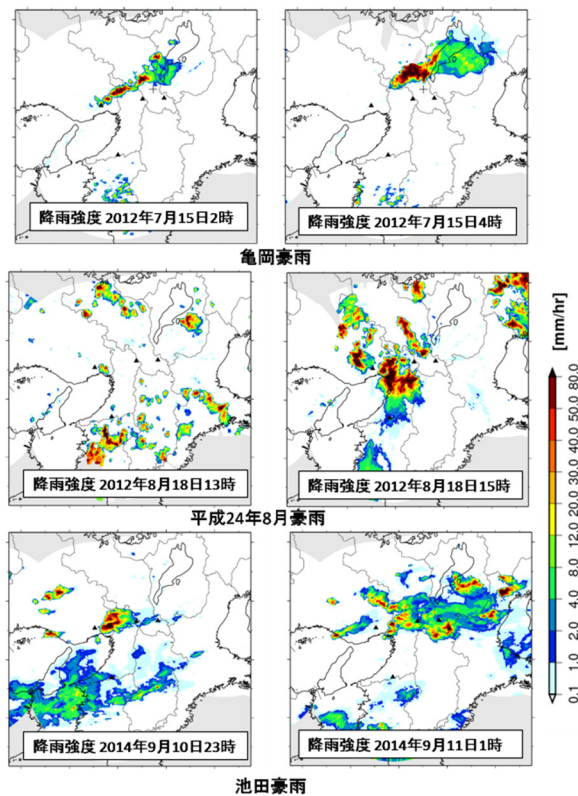 降雨強度 2012年7月15日2時
降雨強度 2012年7月15日4時
亀岡豪雨
降雨強度 2012年8月18日13時
降雨強度 2012年8月18日15時
平成24年8月豪雨
降雨強度 2014年9月10日23時
降雨強度 2014年9月11日1時
池田豪雨
[mm/hr]
80.0
50.0
40.0
30.0
20.0
12.0
8.0
4.0
2.0
1.0
0.1